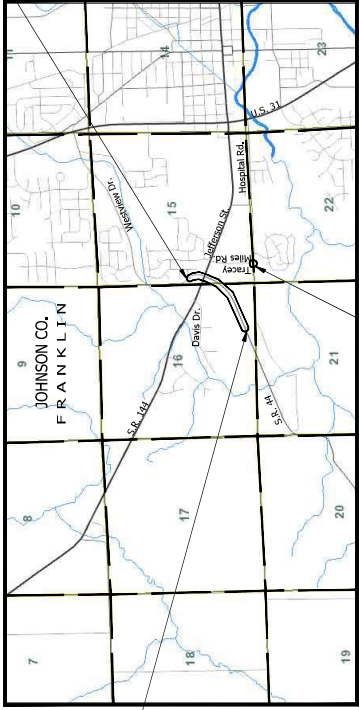 JOHNSON CO.
FRANKLIN
7
8
9
10
18
17
16
15
14
19
20
21
22
23
Westview Dr.
Jefferson St.
Hospital Rd.
U.S. 31
Tracey
Miles Rd.
Davis Dr.
S.R. 144
S.R. 44